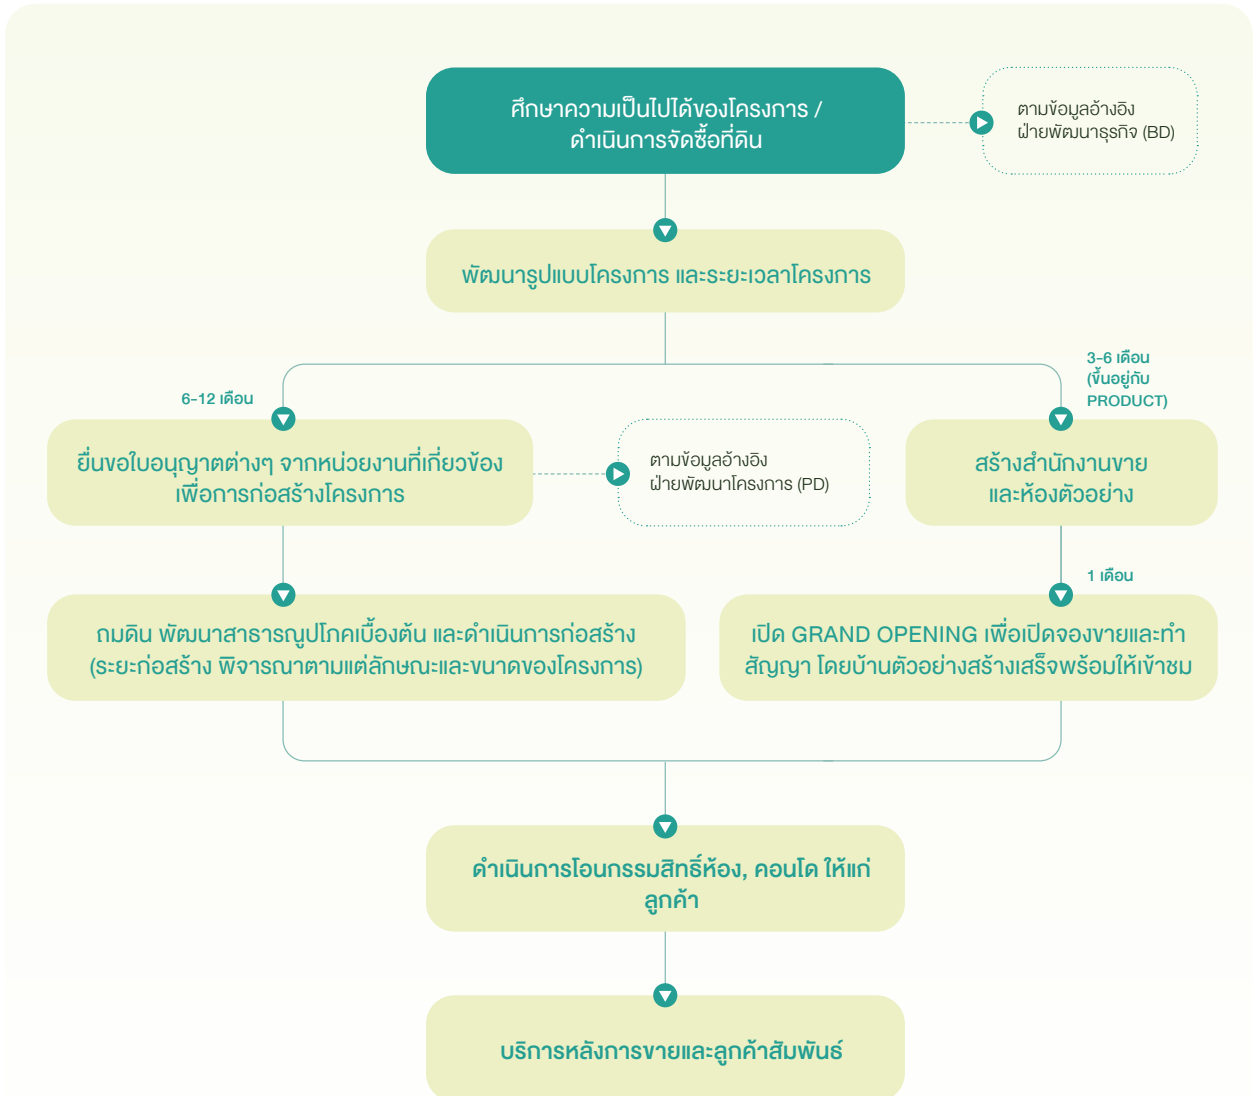 ศึกษาความเป็นไปได้ของโครงการ /
ดำเนินการจัดซื้อที่ดิน
ตามข้อมูลอ้างอิง
ฝ่ายพัฒนาธุรกิจ (BD)
พัฒนารูปแบบโครงการ และระยะเวลาโครงการ
6-12 เดือน
3-6 เดือน
(ขึ้นอยู่กับ
PRODUCT)
ยื่นขอใบอนุญาตต่างๆ จากหน่วยงานที่เกี่ยวข้อง
เพื่อการก่อสร้างโครงการ
ตามข้อมูลอ้างอิง
ฝ่ายพัฒนาโครงการ (PD)
สร้างสำนักงานขาย
และห้องตัวอย่าง
1 เดือน
ถมดิน พัฒนาสาธารณูปโภคเบื้องต้น และดำเนินการก่อสร้าง
(ระยะก่อสร้าง พิจารณาตามแต่ลักษณะและขนาดของโครงการ)
เปิด GRAND OPENING เพื่อเปิดจองขายและทำ
สัญญา โดยบ้านตัวอย่างสร้างเสร็จพร้อมให้เข้าชม
ดำเนินการโอนกรรมสิทธิ์ห้อง, คอนโด ให้แก่
ลูกค้า
บริการหลังการขายและลูกค้าสัมพันธ์